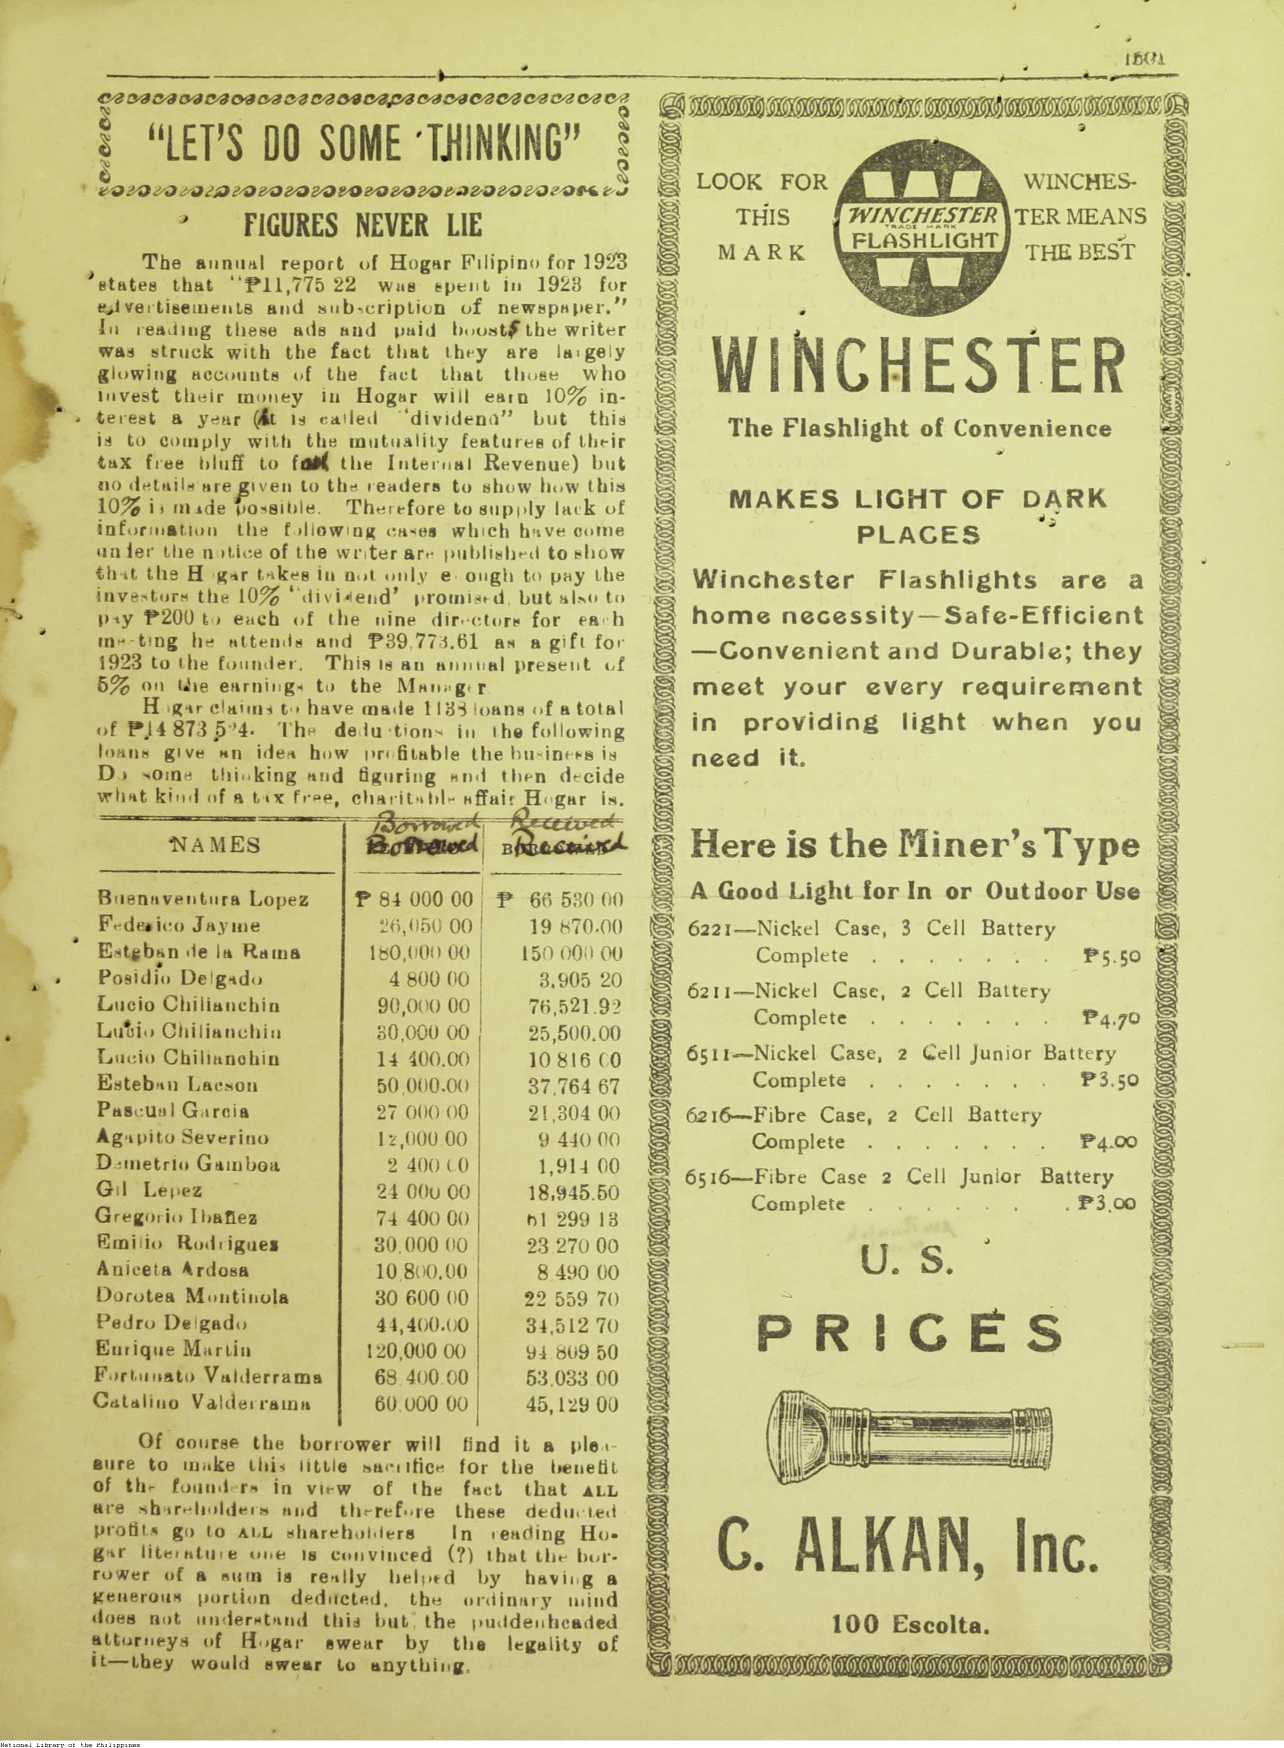 1501
"LET'S DO SOME THINKING"
FIGURES NEVER LIE
The annual report of Hogar Filipino for 1923
states that "₱11,775 22 was spent in 1923 for
advertisements and subscription of newspaper."
In reading these ads and paid boosts the writer
was struck with the fact that they are largely
glowing accounts of the fact that those who
invest their money in Hogar will earn 10% in-
terest a year (it is called "dividend" but this
is to comply with the mutuality features of their
tax free bluff to the Internal Revenue) but
no details are given to the readers to show how this
10% is made possible. Therefore to supply lack of
information the following cases which have come
under the notice of the writer are published to show
that the Hogar takes in not only enough to pay the
investors the 10% "dividend' promised, but also to
pay ₱200 to each of the nine directors for each
meeting he attends and ₱39,773.61 as a gift for
1923 to the founder. This is an annual present of
5% on the earnings to the Manager
Hogar claims to have made 1138 loans of a total
of The deductions in the following
loans give an idea how profitable the business is
Do some thinking and figuring and then decide
what kind of a tax free, charitable affair Hogar is.
NAMES Borrowed Received
Borrowed Received
Buenaventura Lopez ₱ 84 000 00 ₱ 66 530 00
Federico Jayme 26,050 00 19 870.00
Esteban de la Rama 180,000 00 150 000 00
Posidio Delgado 4 800 00 3,905 20
Lucio Chilianchin 90,000 00 76,521.92
Lucio Chilianchin 30,000 00 25,500.00
Lucio Chilianchin 14 400.00 10 816 00
Esteban Lacson 50,000.00 37,764 67
Pascual Garcia 27 000 00 21,304 00
Agapito Severino 12,000.00 9 440 00
Demetrio Gamboa 2 400 00 1,914 00
Gil Lopez 24 000 00 18,945.50
Gregorio Ibañez 74 400 00 61 299 13
Emilio Rodrigues 30,000 00 23 270 00
Aniceta Ardosa 10,800.00 8 490 00
Dorotea Montinola 30 600 00 22 559 70
Pedro Delgado 44,400.00 34,512 70
Enrique Martin 120,000 00 94 809 50
Fortunato Valderrama 68 400.00 53,033 00
Catalino Valderrama 60,000 00 45,129 00
Of course the borrower will find it a plea-
sure to make this little sacrifice for the benefit
of the founders in view of the fact that ALL
are shareholders and therefore these deducted
profits go to ALL shareholders In reading Ho-
gar literature one is convinced (?) that the bor-
rower of a sum is really helped by having a
generous portion deducted, the ordinary mind
does not understand this but the puddenheaded
attorneys of Hogar swear by the legality of
it—they would swear to anything.
LOOK FOR
THIS
MARK
WINCHESTER
TRADE MARK
FLASHLIGHT
WINCHES-
TER MEANS
THE BEST
WINCHESTER
The Flashlight of Convenience
MAKES LIGHT OF DARK
PLACES
Winchester Flashlights are a
home necessity—Safe-Efficient
—Convenient and Durable; they
meet your every requirement
in providing light when you
need it.
Here is the Miner's Type
A Good Light for In or Outdoor Use
6221—Nickel Case, 3 Cell Battery
Complete . . . . . . . ₱5.50
6211—Nickel Case, 2 Cell Battery
Complete . . . . . . . ₱4.70
6511—Nickel Case, 2 Cell Junior Battery
Complete . . . . . . . ₱3.50
6216—Fibre Case, 2 Cell Battery
Complete . . . . . . . ₱4.00
6516—Fibre Case 2 Cell Junior Battery
Complete . . . . . . . ₱3.00
U. S.
PRICES
C. ALKAN, Inc.
100 Escolta.
National Library of the Philippines